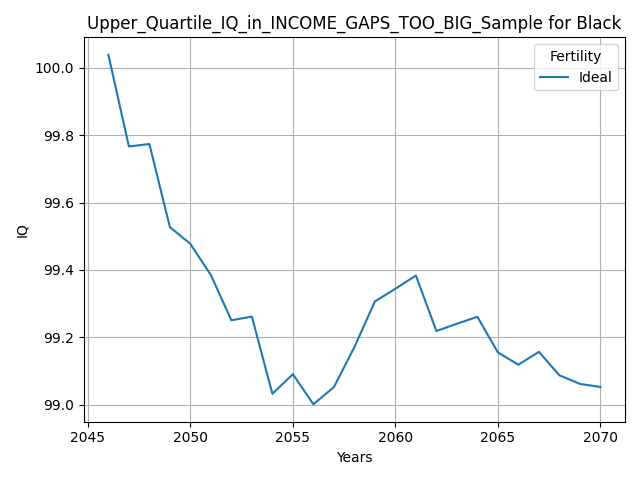 Upper_Quartile_IQ_in_INCOME_GAPS_TOO_BIG_Sample for Black
Fertility
Ideal
100.0
99.8
99.6
99.4
99.2
99.0
IQ
2045 2050 2055 2060 2065 2070
Years